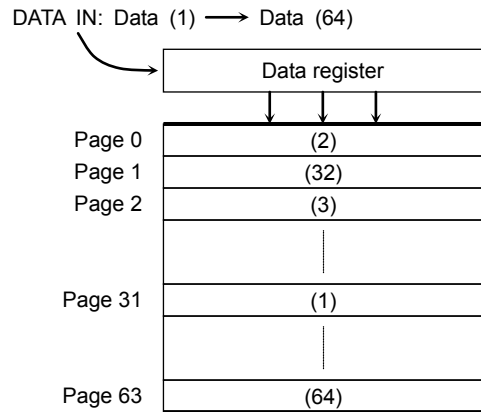 DATA IN: Data (1) Data (64)
Data register
Page 0 (2)
Page 1 (32)
Page 2 (3)
Page 31 (1)
Page 63 (64)